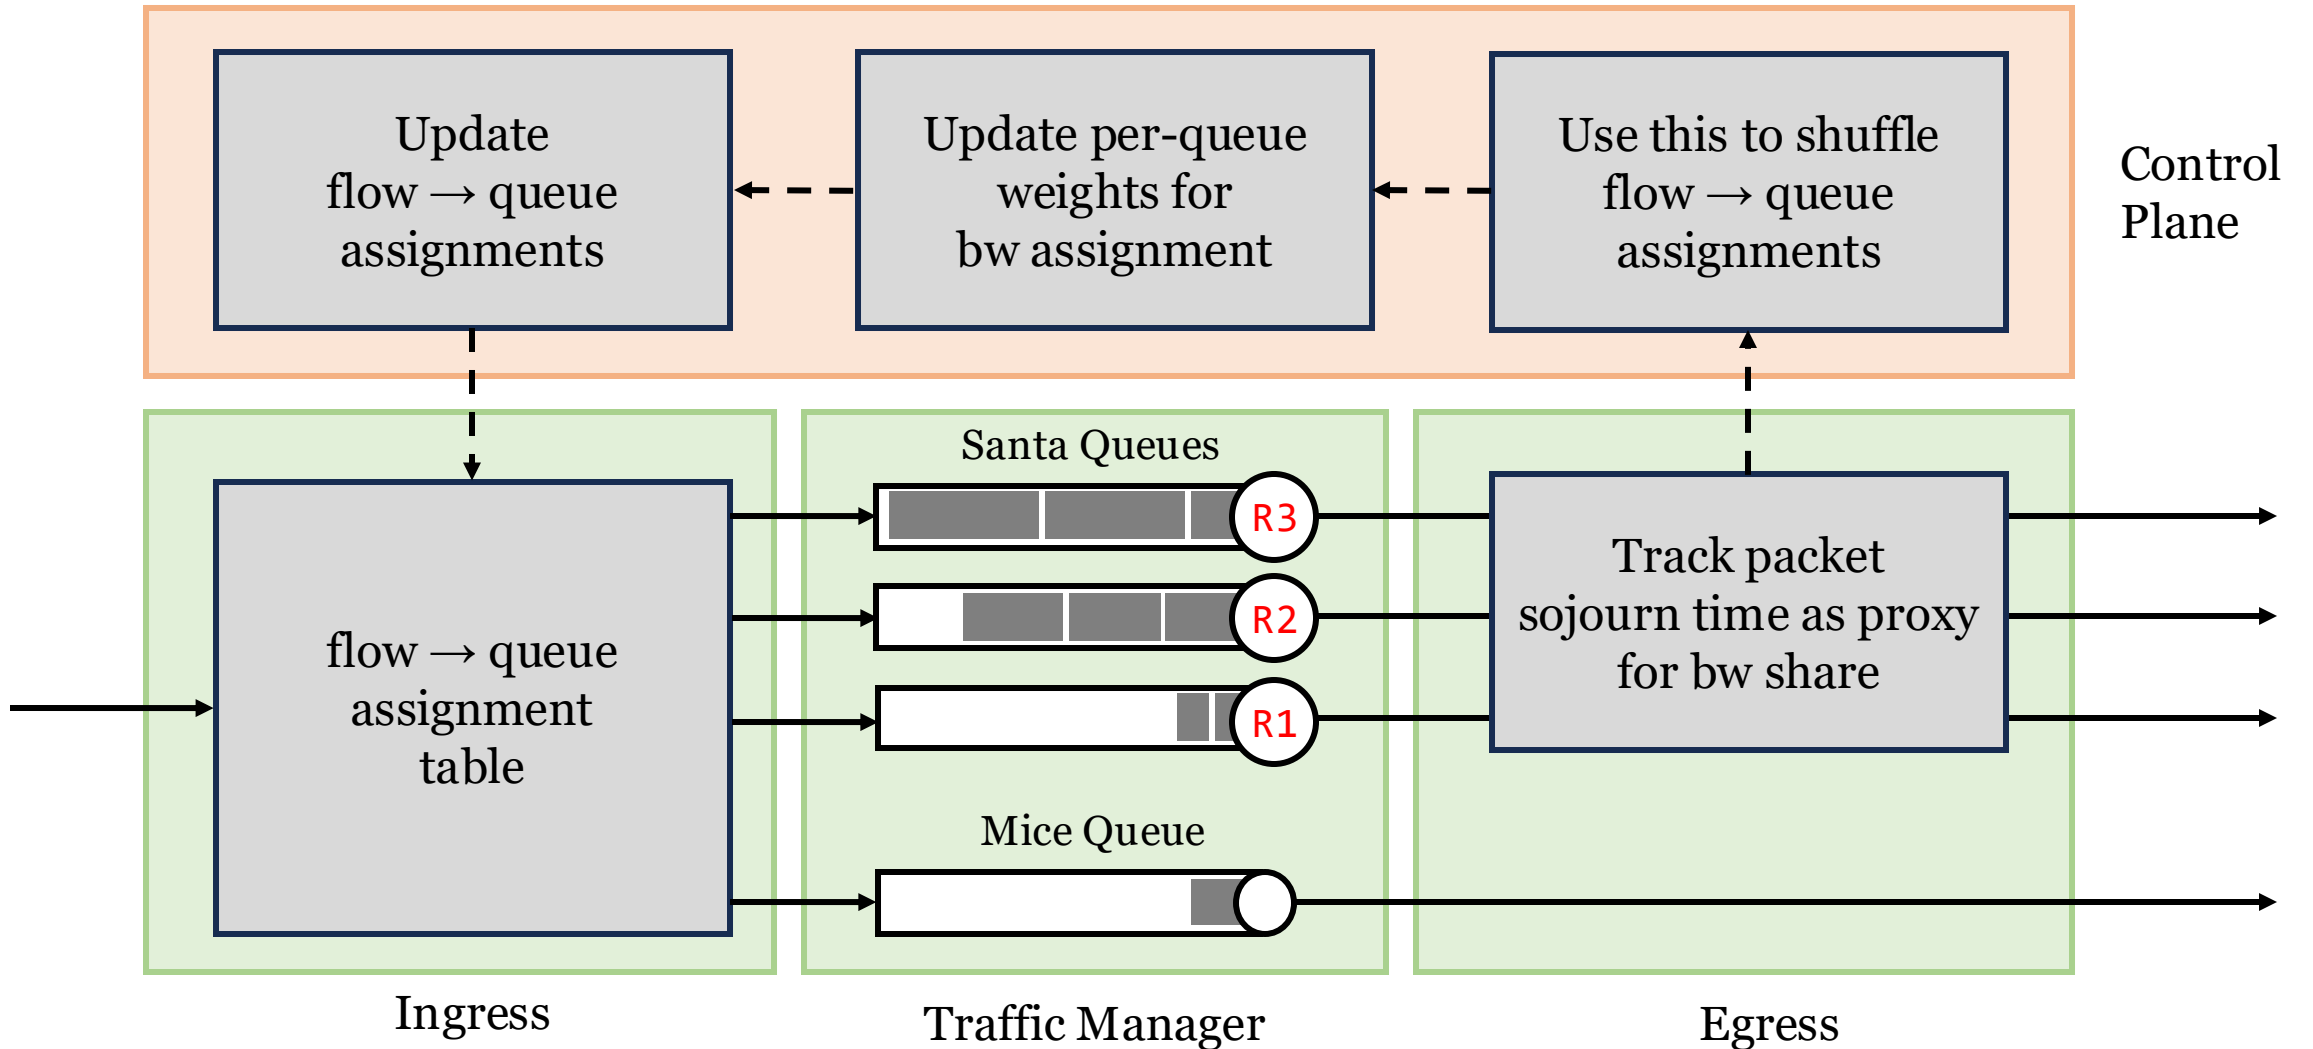 Update
flow → queue
assignments
Update per-queue
weights for
bw assignment
Use this to shuffle
flow → queue
assignments
Control
Plane
flow → queue
assignment
table
Santa Queues
R3
R2
R1
Mice Queue
Track packet
sojourn time as proxy
for bw share
Ingress
Traffic Manager
Egress